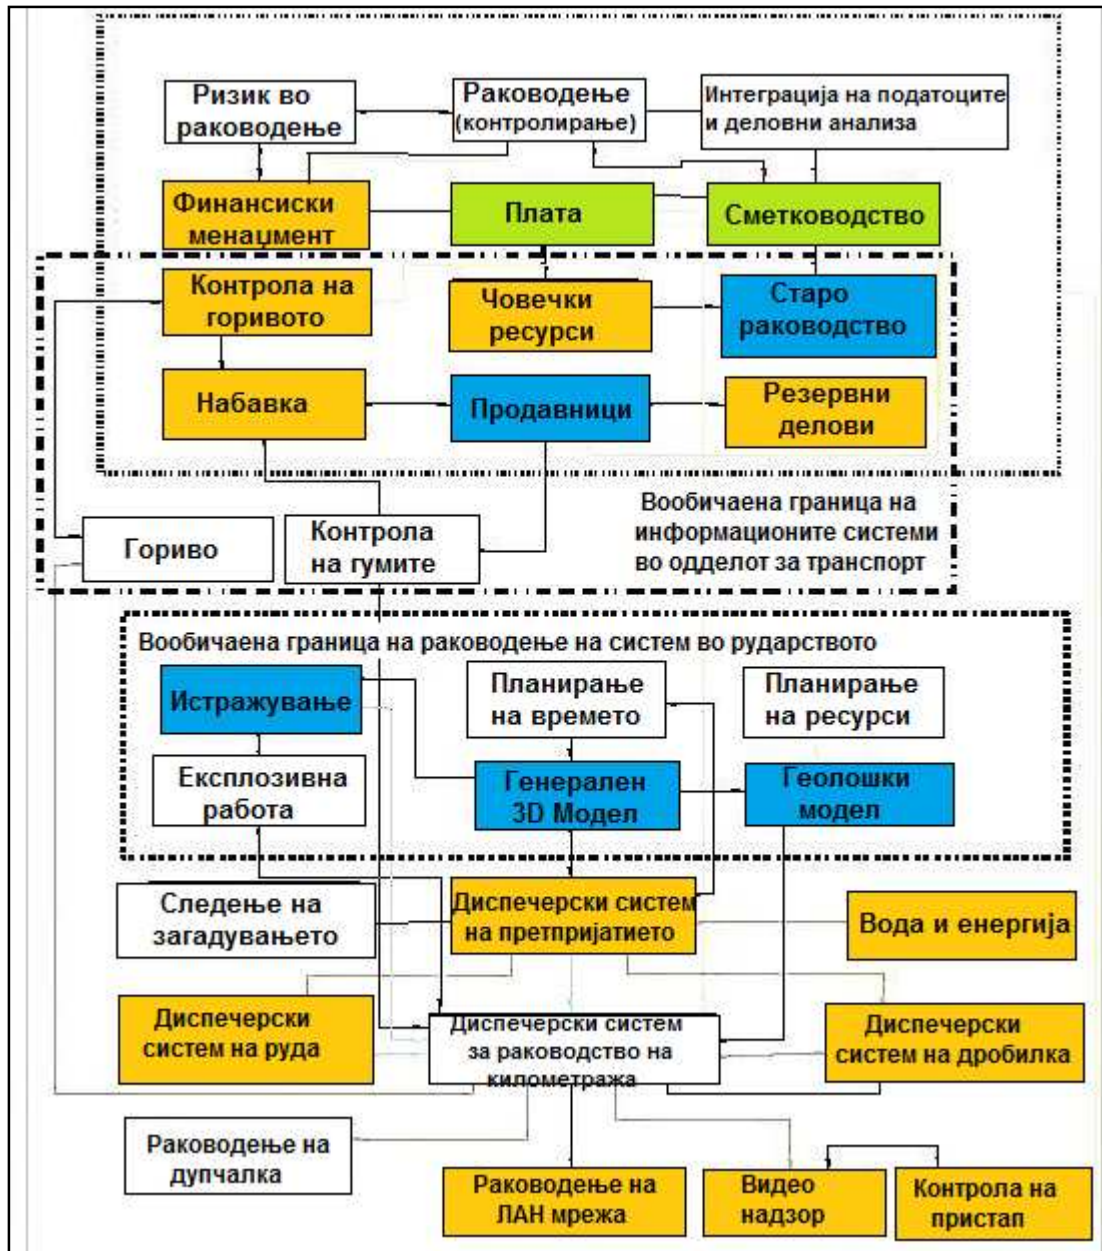 Ризик во
раководење
Раководење
(контролирање)
Интеграција на податоците
и деловни анализа
Финансиски
менаџмент
Плата
Сметководство
Контрола на
горивото
Човечки
ресурси
Старо
раководство
Набавка
Продавници
Резервни
делови
Вообичаена граница на
информационите системи
во одделот за транспорт
Гориво
Контрола
на гумите
Вообичаена граница на раководење на систем во рударството
Истражување
Планирање
на времето
Планирање
на ресурси
Експлозивна
работа
Генерален
3D Модел
Геолошки
модел
Следење на
загадувањето
Диспечерски систем
на претпријатието
Вода и енергија
Диспечерски
систем на руда
Диспечерски систем
за раководство на
километража
Диспечерски
систем на дробилка
Раководење на
дупчалка
Раководење на
ЛАН мрежа
Видео
надзор
Контрола на
пристап